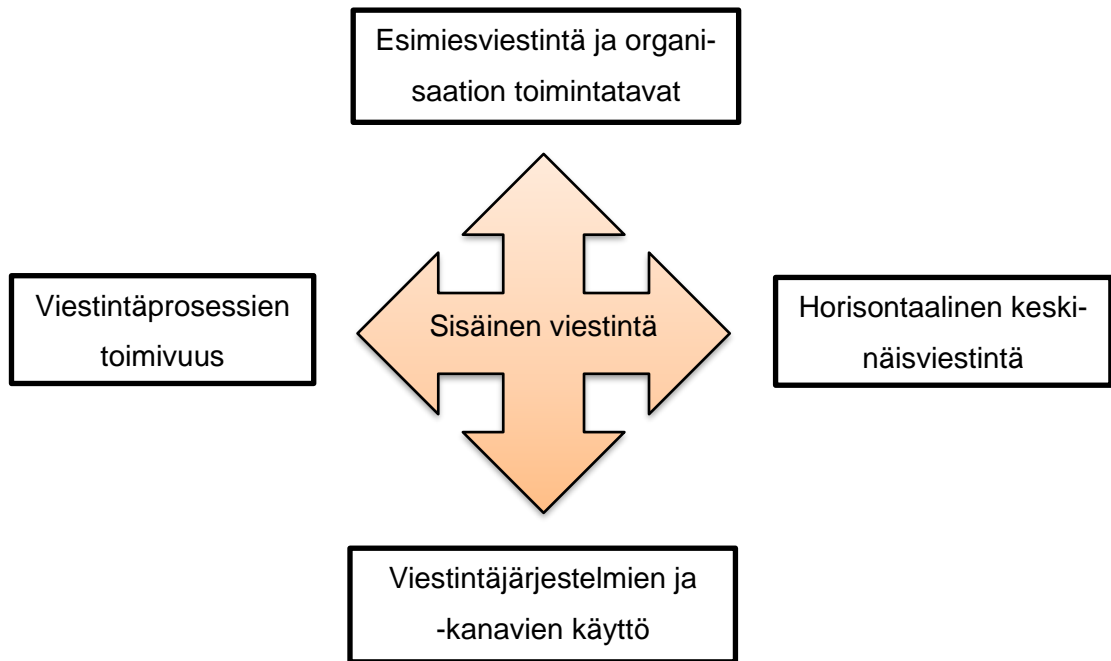 Esimiesviestintä ja organi-
saation toimintatavat
Viestintäprosessien
toimivuus
Sisäinen viestintä
Horisontaalinen keski-
näisviestintä
Viestintäjärjestelmien ja
-kanavien käyttö